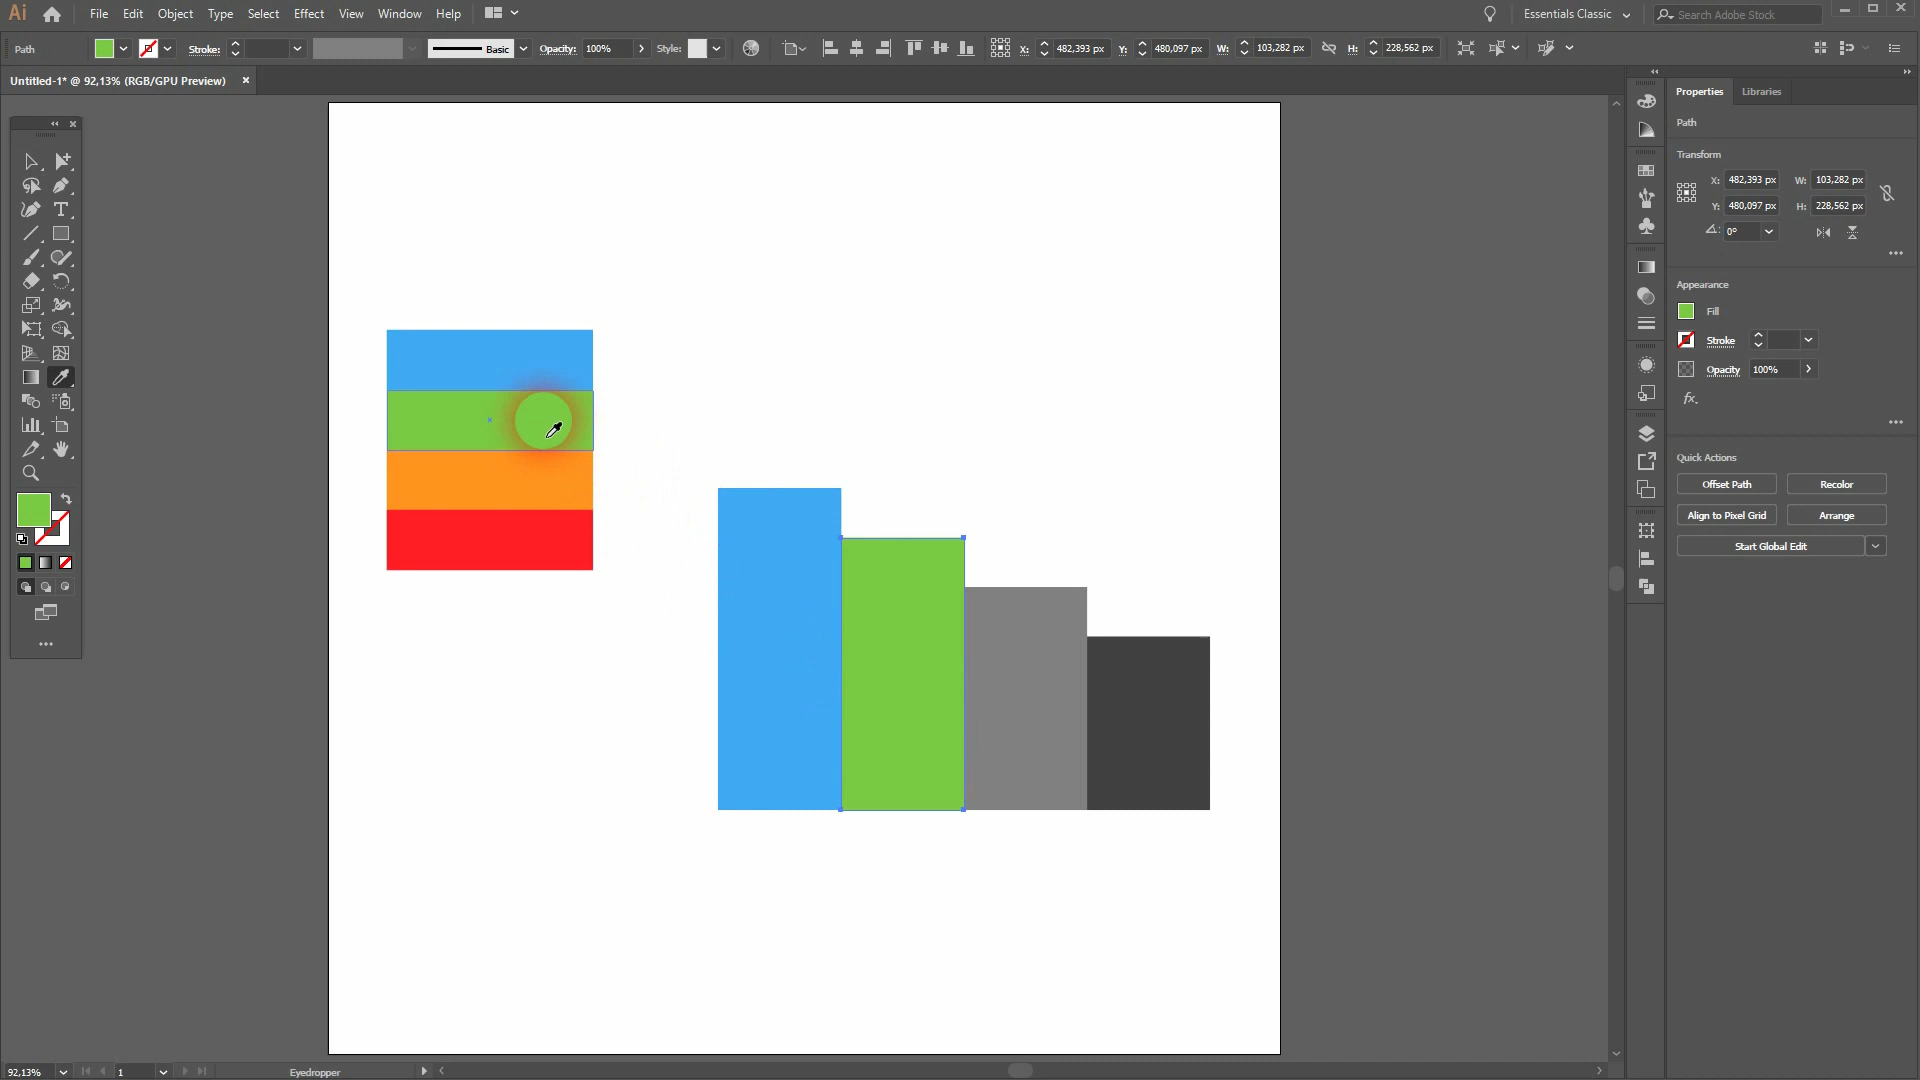 Ai File Edit Object Type Select Effect View Window Help Essentials Classic Search Adobe Stock
Path Stroke: Basic Opacity: 100% Style: X: 482,393 px Y: 480,097 px W: 103,282 px H: 228,562 px
Untitled-1* @ 92,13% (RGB/GPU Preview)
Properties Libraries
Path
Transform
X: 482,393 px W: 103,282 px
Y: 480,097 px H: 228,562 px
0°
Appearance
Fill
Stroke
Opacity 100%
fx.
Quick Actions
Offset Path Recolor
Align to Pixel Grid Arrange
Start Global Edit
92,13% 1 Eyedropper